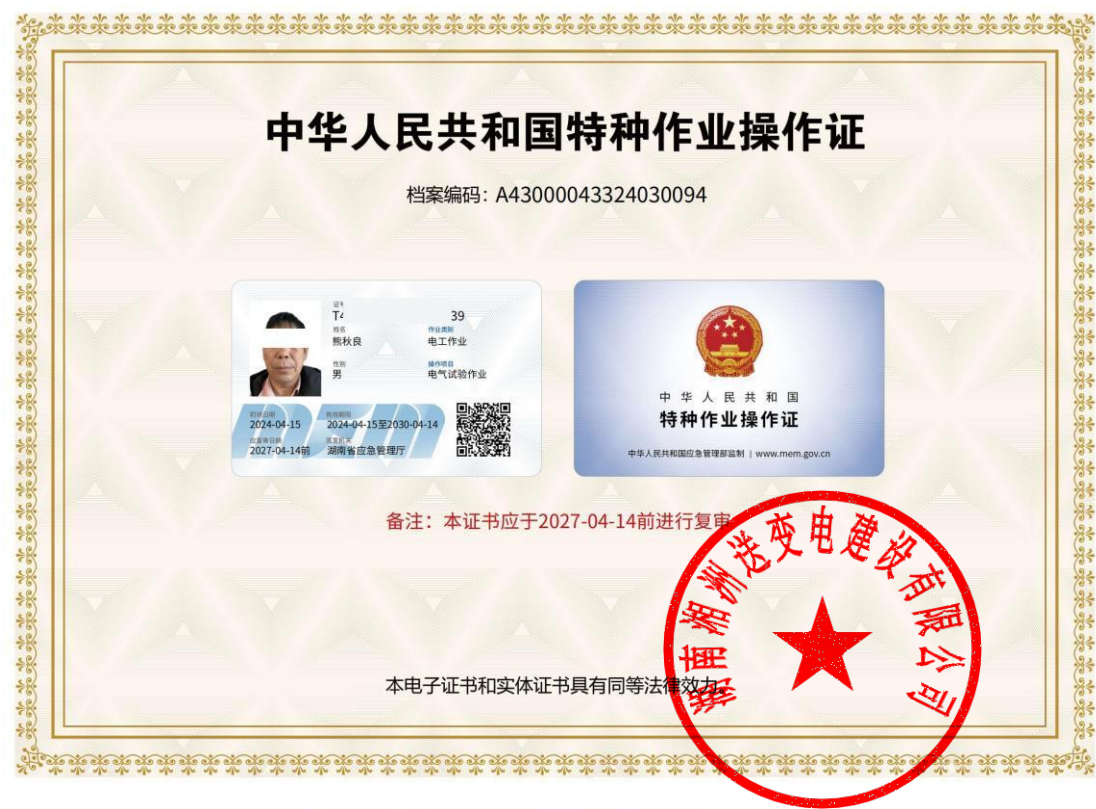 中华人民共和国特种作业操作证
档案编码：A43000043324030094
证号
T4 39
姓名
熊秋良
作业类别
电工作业
性别
男
操作项目
电气试验作业
初领日期
2024-04-15
有效期限
2024-04-15至2030-04-14
应复审日期
2027-04-14前
签发机关
湖南省应急管理厅
中华人民共和国
特种作业操作证
中华人民共和国应急管理部监制 | www.mem.gov.cn
备注：本证书应于2027-04-14前进行复审
本电子证书和实体证书具有同等法律效力。
湖南湘洲送变电建设有限公司